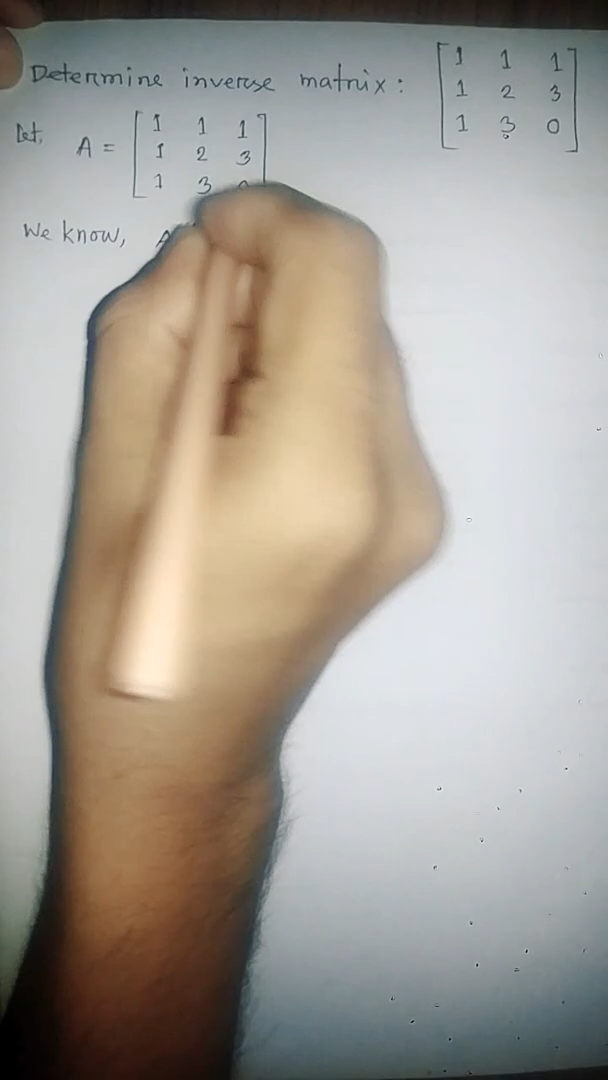 Determine inverse matrix: [1 1 1
1 2 3
1 3 0]
Let, A = [1 1 1
1 2 3
1 3
We know, A